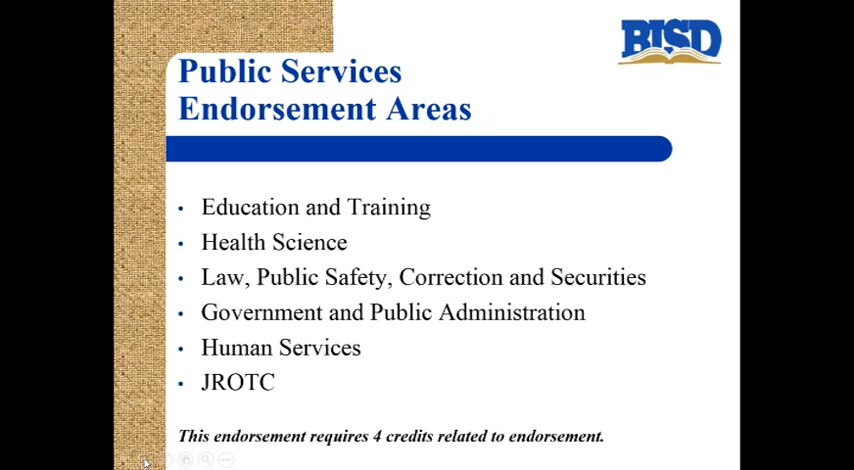 BISD
Public Services
Endorsement Areas
• Education and Training
• Health Science
• Law, Public Safety, Correction and Securities
• Government and Public Administration
• Human Services
• JROTC
This endorsement requires 4 credits related to endorsement.